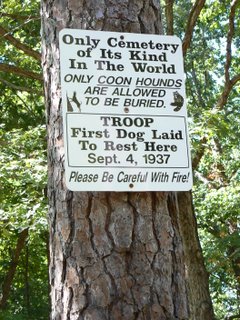 Only Cemetery
of Its Kind
In The World
ONLY COON HOUNDS
ARE ALLOWED
TO BE BURIED.
TROOP
First Dog Laid
To Rest Here
Sept. 4, 1937
Please Be Careful With Fire!